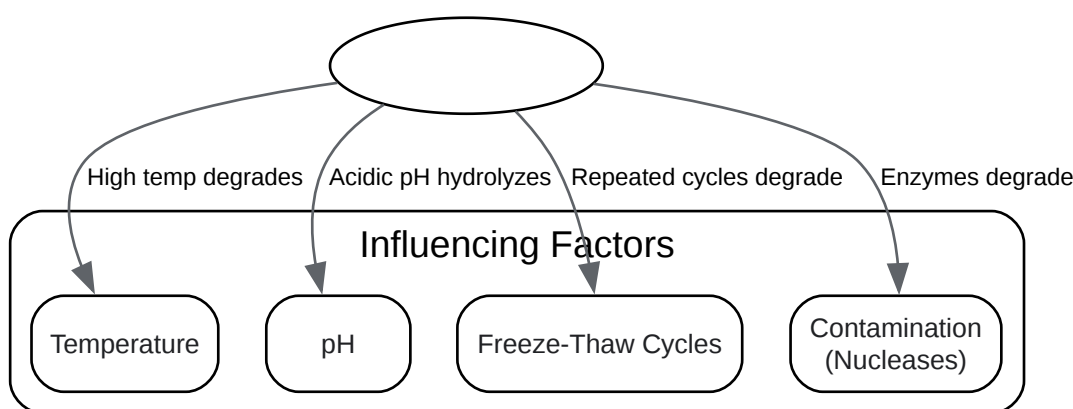 High temp degrades
Acidic pH hydrolyzes
Repeated cycles degrade
Enzymes degrade
Influencing Factors
Temperature
pH
Freeze-Thaw Cycles
Contamination
(Nucleases)